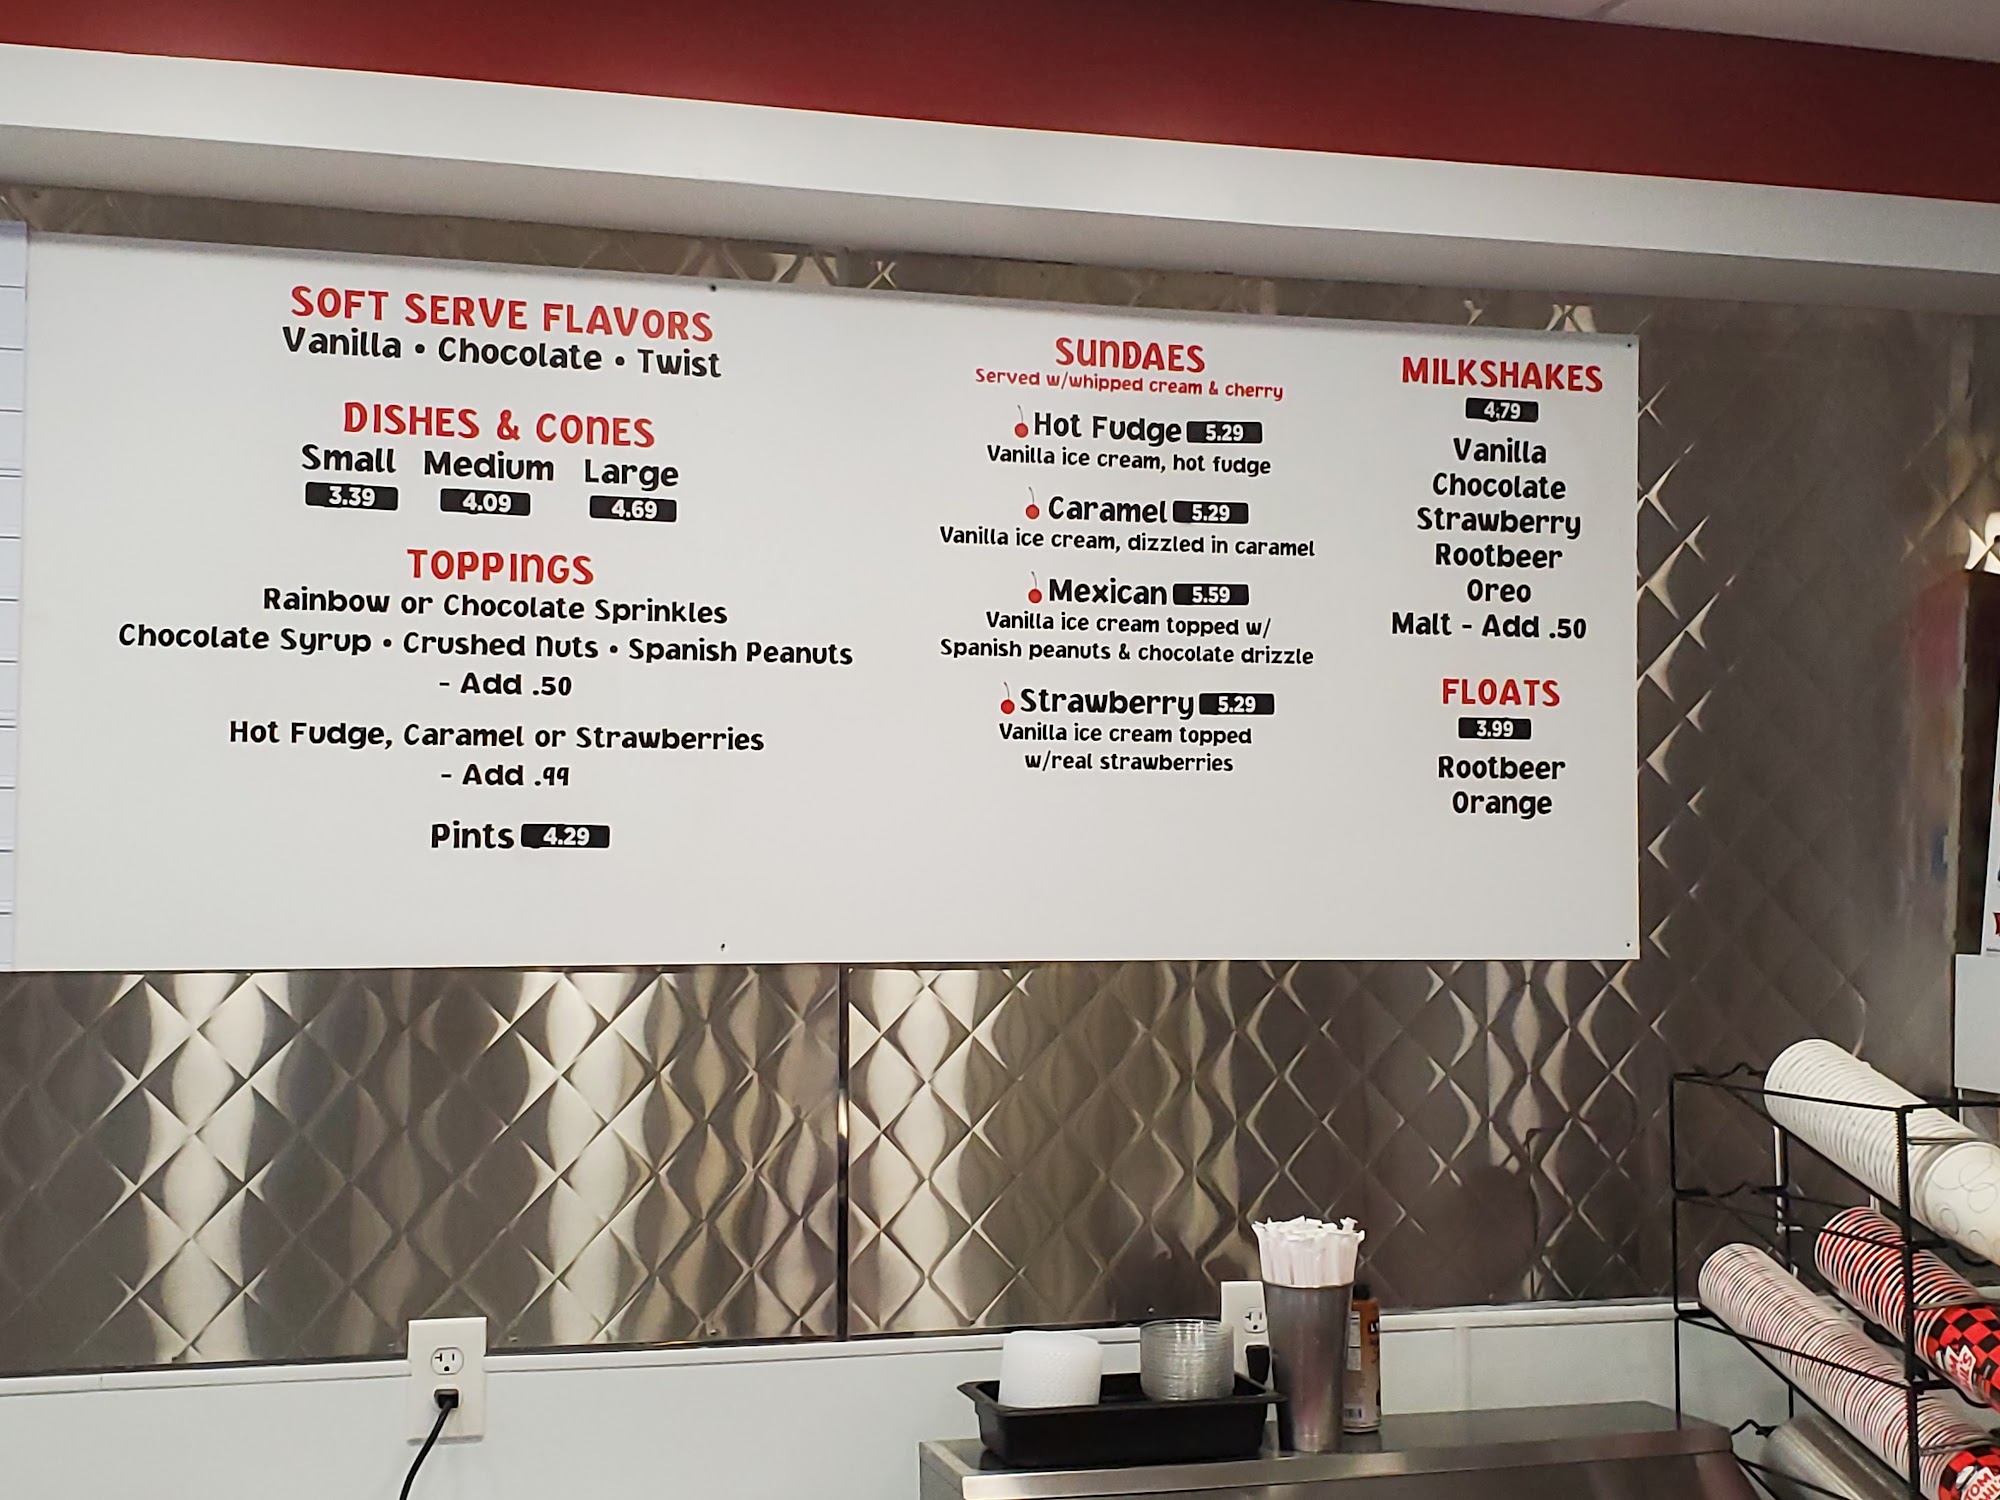 SOFT SERVE FLAVORS
Vanilla • Chocolate • Twist
DISHES & CONES
Small Medium Large
3.39 4.09 4.69
TOPPINGS
Rainbow or Chocolate Sprinkles
Chocolate Syrup • Crushed Nuts • Spanish Peanuts
- Add .50
Hot Fudge, Caramel or Strawberries
- Add .99
Pints 4.29
SUNDAES
Served w/whipped cream & cherry
Hot Fudge 5.29
Vanilla ice cream, hot fudge
Caramel 5.29
Vanilla ice cream, dizzled in caramel
Mexican 5.59
Vanilla ice cream topped w/
Spanish peanuts & chocolate drizzle
Strawberry 5.29
Vanilla ice cream topped
w/real strawberries
MILKSHAKES
4.79
Vanilla
Chocolate
Strawberry
Rootbeer
Oreo
Malt - Add .50
FLOATS
3.99
Rootbeer
Orange